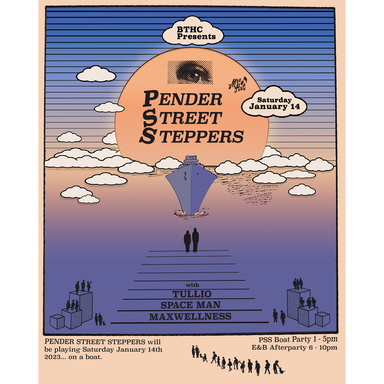 BTHC
Presents
Saturday
January 14
PENDER
STREET
STEPPERS
with
TULLIO
SPACE MAN
MAXWELLNESS
PENDER STREET STEPPERS will
be playing Saturday January 14th
2023... on a boat.
PSS Boat Party 1 - 5pm
E&B Afterparty 6 - 10pm